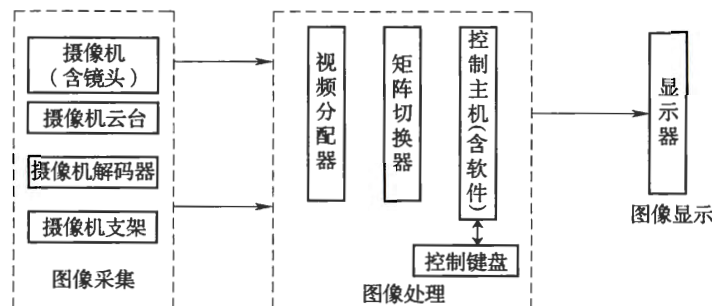 摄像机
（含镜头）
摄像机云台
摄像机解码器
摄像机支架
图像采集
视频分配器
矩阵切换器
控制主机(含软件)
控制键盘
图像处理
显示器
图像显示